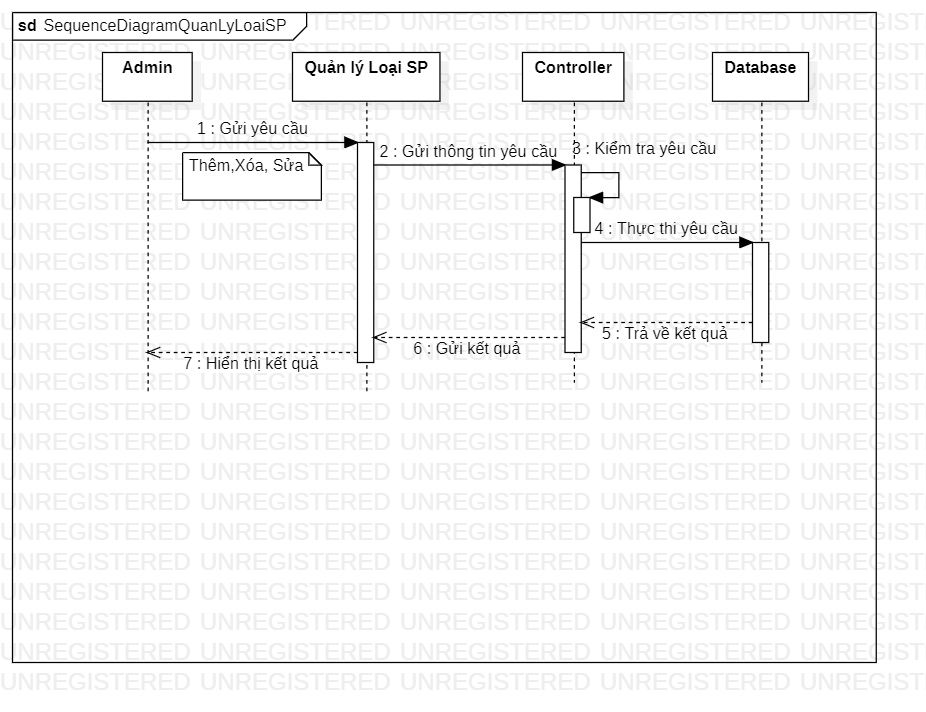 sd SequenceDiagramQuanLyLoaiSP
Admin
Quản lý Loại SP
Controller
Database
1 : Gửi yêu cầu
Thêm,Xóa, Sửa
2 : Gửi thông tin yêu cầu
3 : Kiểm tra yêu cầu
4 : Thực thi yêu cầu
5 : Trả về kết quả
6 : Gửi kết quả
7 : Hiển thị kết quả
UNREGISTERED